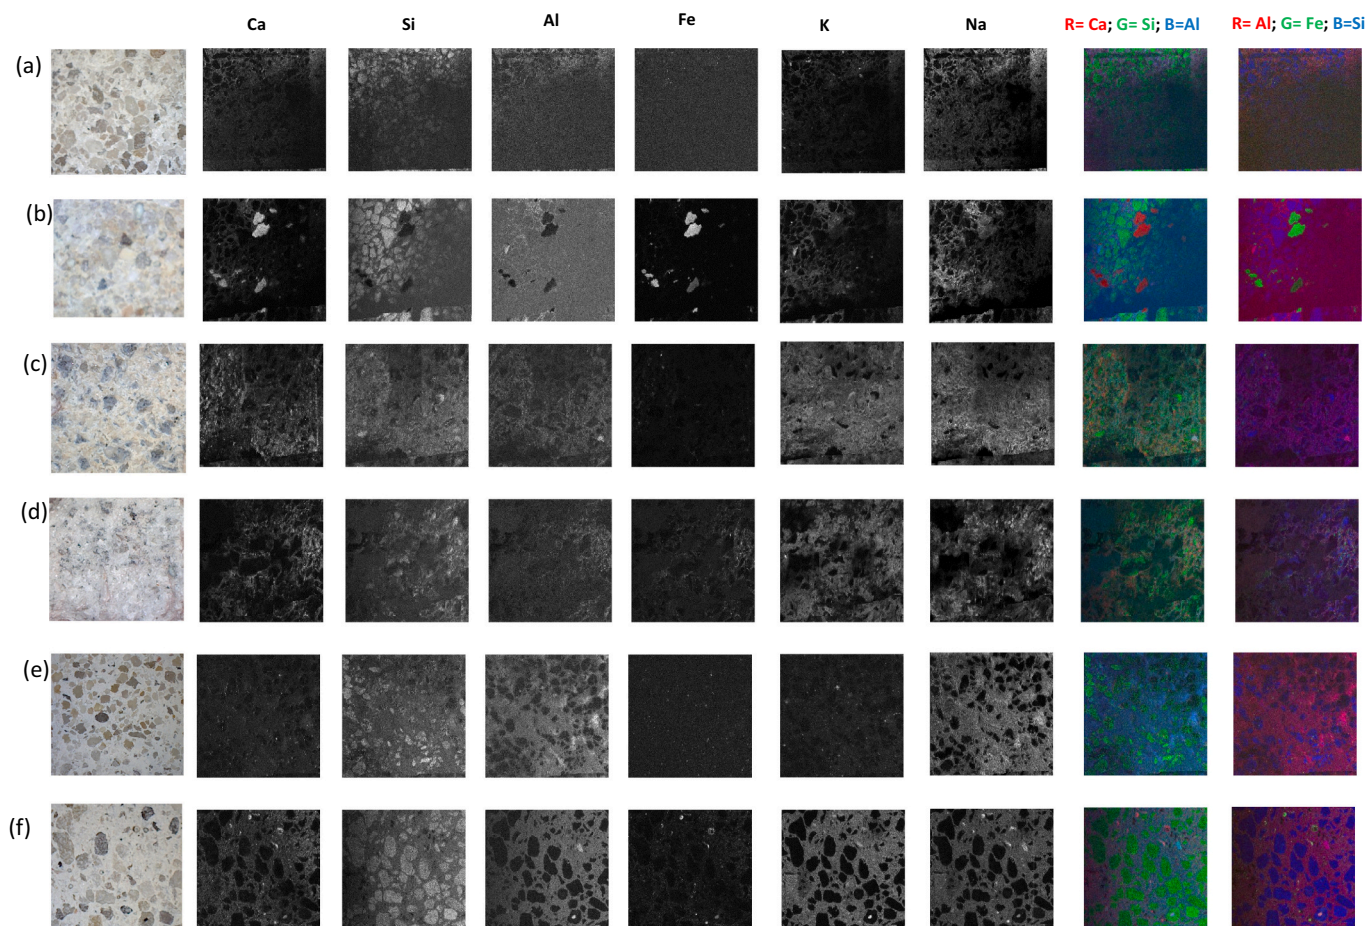 Ca Si Al Fe K Na R= Ca; G= Si; B=Al R= Al; G= Fe; B=Si
(a)
(b)
(c)
(d)
(e)
(f)